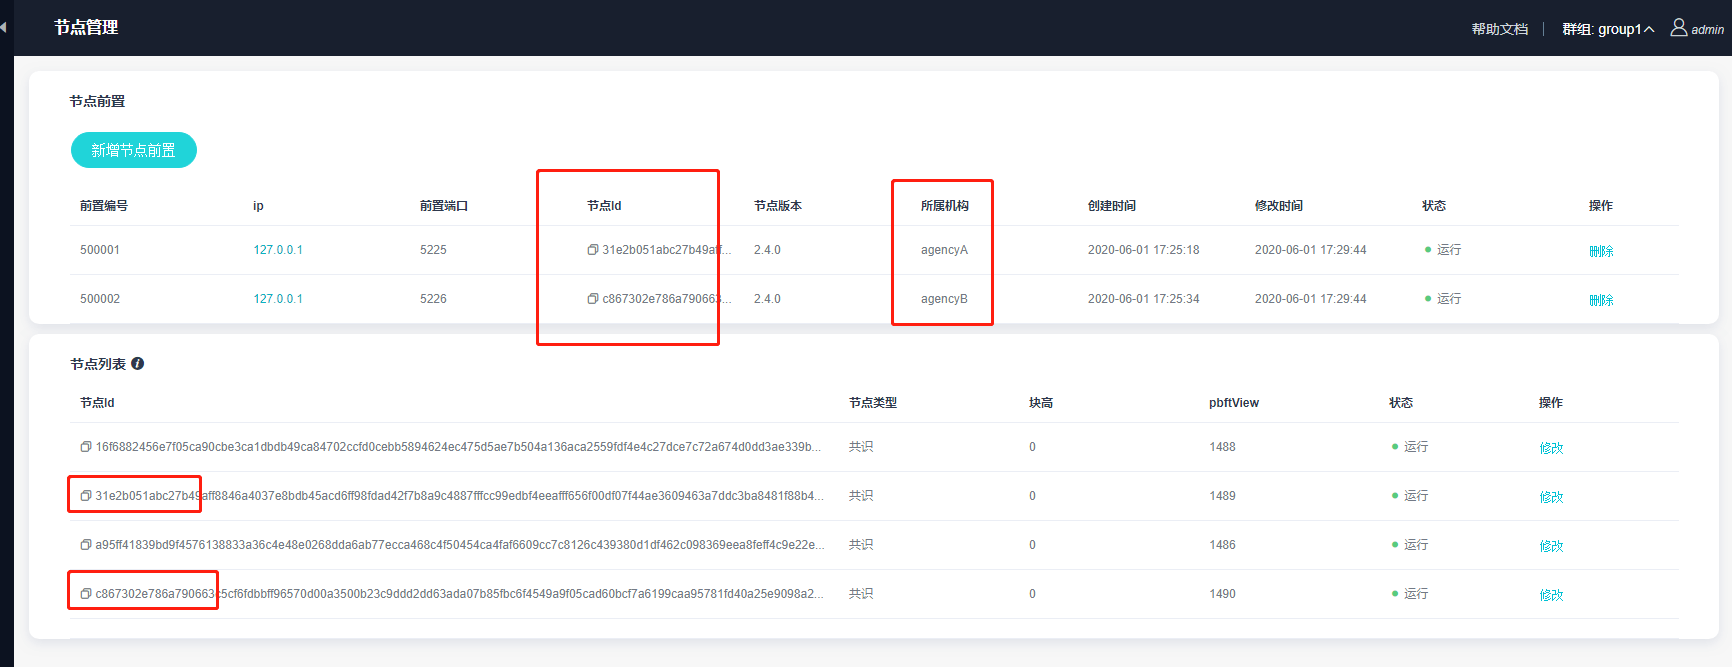 节点管理
帮助文档 群组: group1 admin
节点前置
新增节点前置
前置编号 ip 前置端口 节点Id 节点版本 所属机构 创建时间 修改时间 状态 操作
500001 127.0.0.1 5225 31e2b051abc27b49aff... 2.4.0 agencyA 2020-06-01 17:25:18 2020-06-01 17:29:44 运行 删除
500002 127.0.0.1 5226 c867302e786a790663... 2.4.0 agencyB 2020-06-01 17:25:34 2020-06-01 17:29:44 运行 删除
节点列表
节点Id 节点类型 块高 pbftView 状态 操作
16f6882456e7f05ca90cbe3ca1dbdb49ca84702ccfd0cebb5894624ec475d5ae7b504a136aca2559fdf4e4c27dce7c72a674d0dd3ae339b... 共识 0 1488 运行 修改
31e2b051abc27b49aff8846a4037e8bdb45acd6ff98fdad42f7b8a9c4887fffcc99edbf4eeafff656f00df07f44ae3609463a7ddc3ba8481f88b4... 共识 0 1489 运行 修改
a95ff41839bd9f4576138833a36c4e48e0268dda6ab77ecca468c4f50454ca4faf6609cc7c8126c439380d1df462c098369eea8feff4c9e22e... 共识 0 1486 运行 修改
c867302e786a790663c5cf6fdbbff96570d00a3500b23c9ddd2dd63ada07b85fbc6f4549a9f05cad60bcf7a6199caa95781fd40a25e9098a2... 共识 0 1490 运行 修改